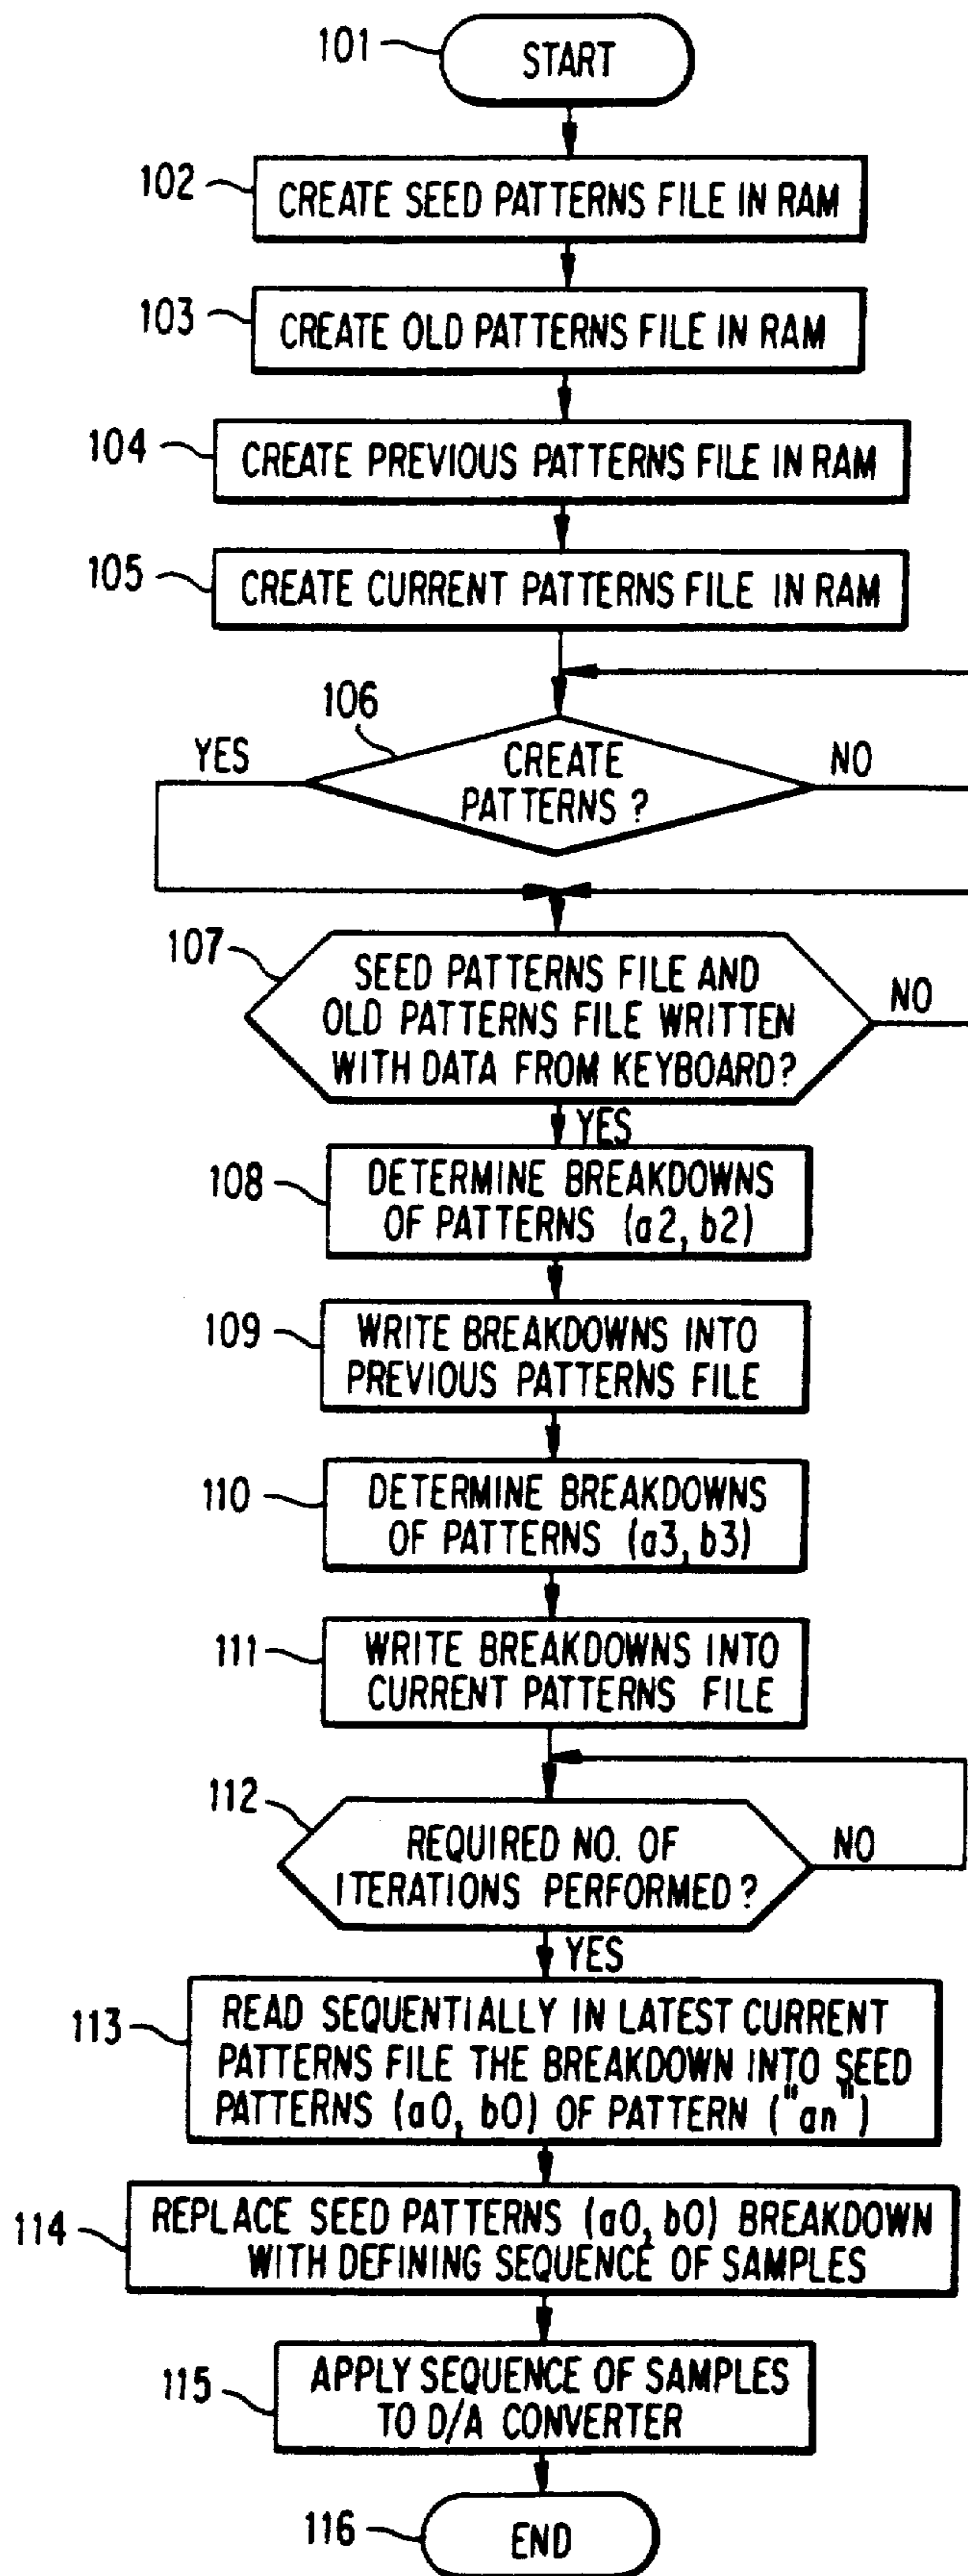 101 START
102 CREATE SEED PATTERNS FILE IN RAM
103 CREATE OLD PATTERNS FILE IN RAM
104 CREATE PREVIOUS PATTERNS FILE IN RAM
105 CREATE CURRENT PATTERNS FILE IN RAM
106
YES
CREATE
PATTERNS ?
NO
107
SEED PATTERNS FILE AND
OLD PATTERNS FILE WRITTEN
WITH DATA FROM KEYBOARD?
NO
YES
108
DETERMINE BREAKDOWNS
OF PATTERNS (a2, b2)
109
WRITE BREAKDOWNS INTO
PREVIOUS PATTERNS FILE
110
DETERMINE BREAKDOWNS
OF PATTERNS (a3, b3)
111
WRITE BREAKDOWNS INTO
CURRENT PATTERNS FILE
112
REQUIRED NO. OF
ITERATIONS PERFORMED?
NO
YES
113
READ SEQUENTIALLY IN LATEST CURRENT
PATTERNS FILE THE BREAKDOWN INTO SEED
PATTERNS (a0, b0) OF PATTERN ("an")
114
REPLACE SEED PATTERNS (a0, b0) BREAKDOWN
WITH DEFINING SEQUENCE OF SAMPLES
115
APPLY SEQUENCE OF SAMPLES
TO D/A CONVERTER
116 END